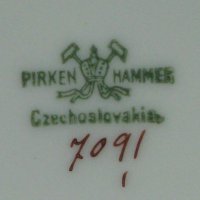 PIRKEN HAMMER
Czechoslovakia
7091